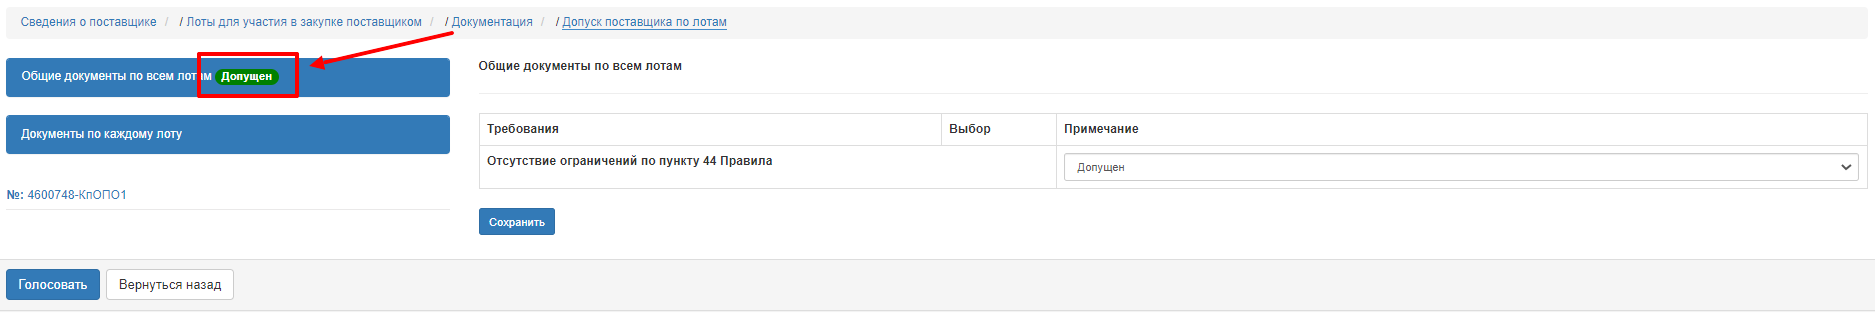 Сведения о поставщике / / Лоты для участия в закупке поставщиком / / Документация / / Допуск поставщика по лотам
Общие документы по всем лотам Допущен
Документы по каждому лоту
№: 4600748-КпОПО1
Общие документы по всем лотам
Требования Выбор Примечание
Отсутствие ограничений по пункту 44 Правила Допущен
Сохранить
Голосовать Вернуться назад